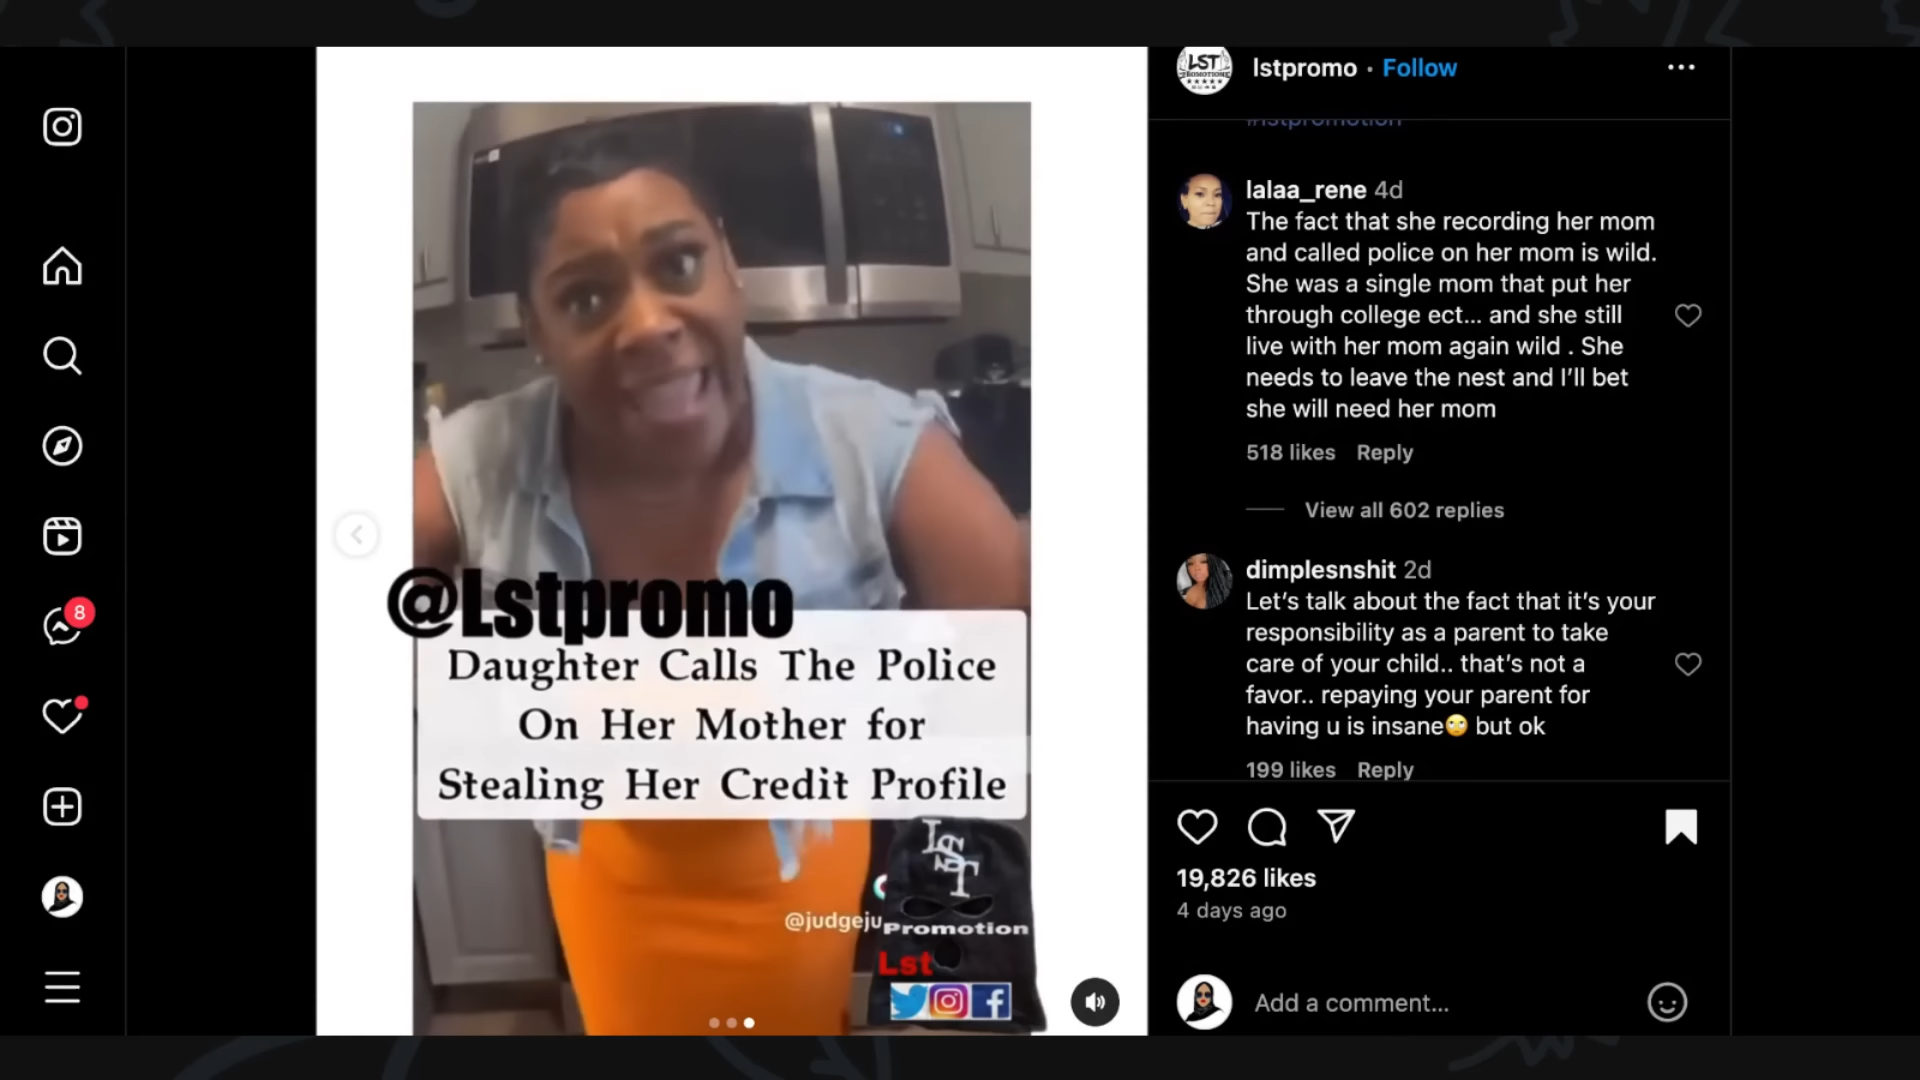 LST
PROMOTION
lstpromo • Follow
#lstpromotion
lalaa_rene 4d
The fact that she recording her mom
and called police on her mom is wild.
She was a single mom that put her
through college ect... and she still
live with her mom again wild . She
needs to leave the nest and I'll bet
she will need her mom
518 likes Reply
View all 602 replies
dimplesnshit 2d
Let's talk about the fact that it's your
responsibility as a parent to take
care of your child.. that's not a
favor.. repaying your parent for
having u is insane🙄 but ok
199 likes Reply
19,826 likes
4 days ago
Add a comment...
8
@Lstpromo
Daughter Calls The Police
On Her Mother for
Stealing Her Credit Profile
LST
@judgeju
Promotion
Lst